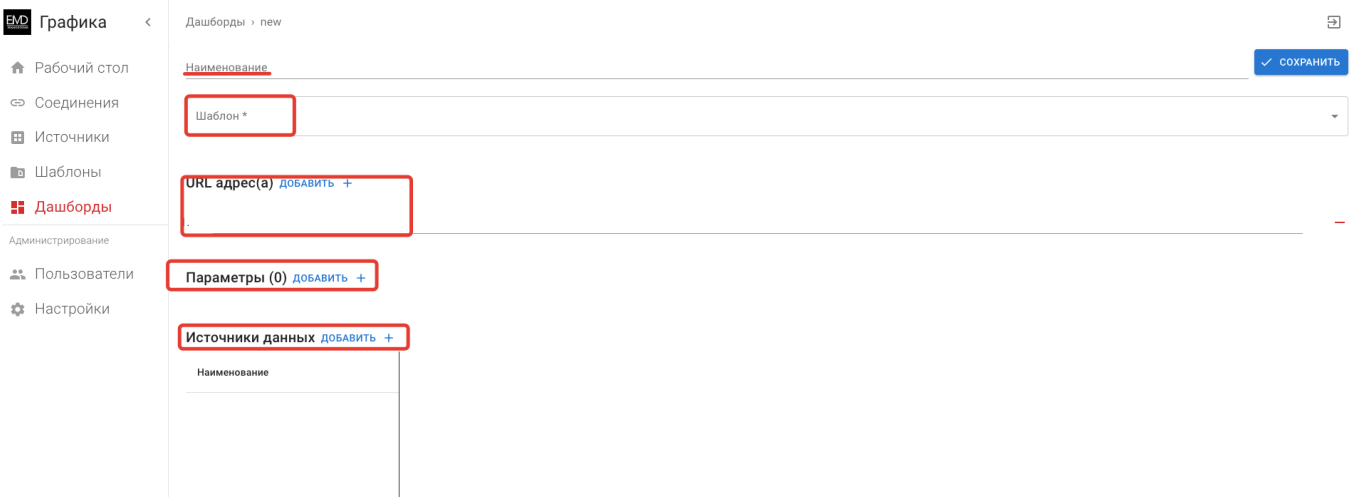 EMD Графика
Дашборды › new
Рабочий стол
Наименование
СОХРАНИТЬ
Соединения
Шаблон *
Источники
Шаблоны
URL адрес(а) ДОБАВИТЬ +
Дашборды
1.
Администрирование
Пользователи
Параметры (0) ДОБАВИТЬ +
Настройки
Источники данных ДОБАВИТЬ +
Наименование